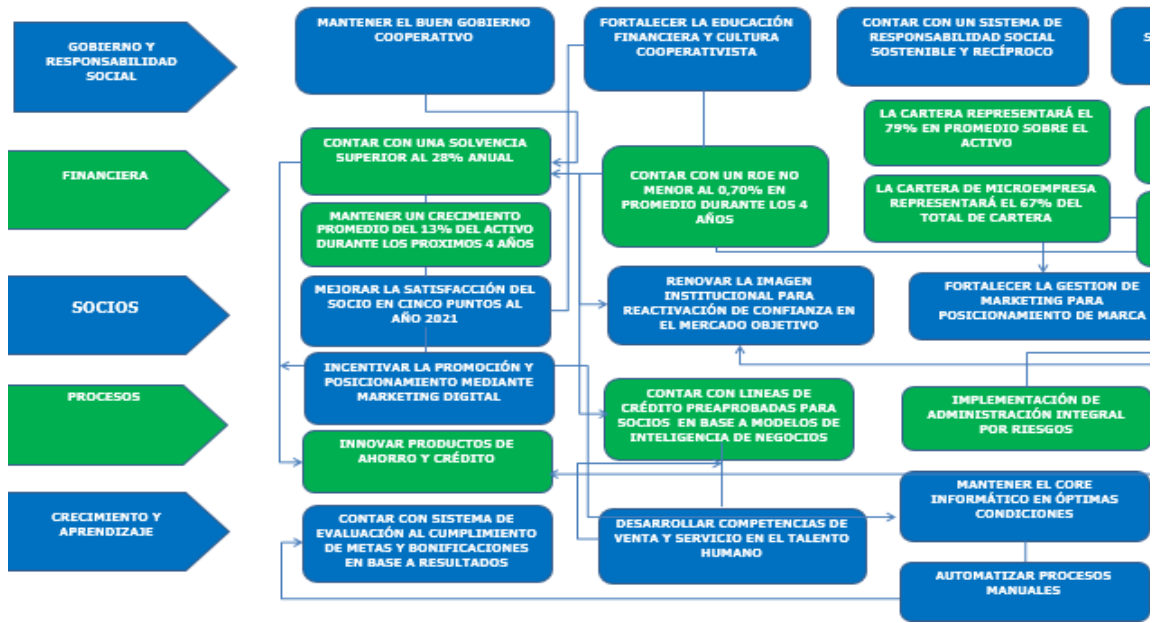 GOBIERNO Y
RESPONSABILIDAD
SOCIAL
MANTENER EL BUEN GOBIERNO
COOPERATIVO
FORTALECER LA EDUCACIÓN
FINANCIERA Y CULTURA
COOPERATIVISTA
CONTAR CON UN SISTEMA DE
RESPONSABILIDAD SOCIAL
SOSTENIBLE Y RECÍPROCO
S
FINANCIERA
CONTAR CON UNA SOLVENCIA
SUPERIOR AL 28% ANUAL
MANTENER UN CRECIMIENTO
PROMEDIO DEL 13% DEL ACTIVO
DURANTE LOS PROXIMOS 4 AÑOS
CONTAR CON UN ROE NO
MENOR AL 0,70% EN
PROMEDIO DURANTE LOS 4
AÑOS
LA CARTERA REPRESENTARÁ EL
79% EN PROMEDIO SOBRE EL
ACTIVO
LA CARTERA DE MICROEMPRESA
REPRESENTARÁ EL 67% DEL
TOTAL DE CARTERA
SOCIOS
MEJORAR LA SATISFACCIÓN DEL
SOCIO EN CINCO PUNTOS AL
AÑO 2021
INCENTIVAR LA PROMOCIÓN Y
POSICIONAMIENTO MEDIANTE
MARKETING DIGITAL
RENOVAR LA IMAGEN
INSTITUCIONAL PARA
REACTIVACIÓN DE CONFIANZA EN
EL MERCADO OBJETIVO
FORTALECER LA GESTION DE
MARKETING PARA
POSICIONAMIENTO DE MARCA
PROCESOS
INNOVAR PRODUCTOS DE
AHORRO Y CRÉDITO
CONTAR CON LINEAS DE
CRÉDITO PREAPROBADAS PARA
SOCIOS EN BASE A MODELOS DE
INTELIGENCIA DE NEGOCIOS
IMPLEMENTACIÓN DE
ADMINISTRACIÓN INTEGRAL
POR RIESGOS
CRECIMIENTO Y
APRENDIZAJE
CONTAR CON SISTEMA DE
EVALUACIÓN AL CUMPLIMIENTO
DE METAS Y BONIFICACIONES
EN BASE A RESULTADOS
DESARROLLAR COMPETENCIAS DE
VENTA Y SERVICIO EN EL TALENTO
HUMANO
MANTENER EL CORE
INFORMÁTICO EN ÓPTIMAS
CONDICIONES
AUTOMATIZAR PROCESOS
MANUALES